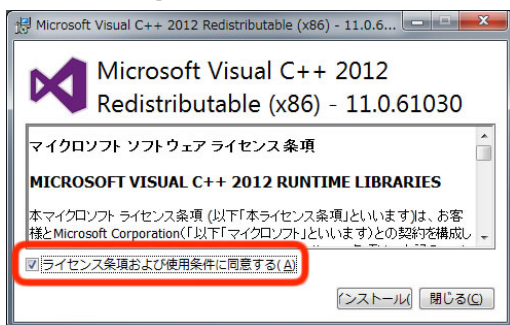 Microsoft Visual C++ 2012 Redistributable (x86) - 11.0.6...
Microsoft Visual C++ 2012
Redistributable (x86) - 11.0.61030
マイクロソフト ソフトウェア ライセンス条項
MICROSOFT VISUAL C++ 2012 RUNTIME LIBRARIES
本マイクロソフト ライセンス条項 (以下「本ライセンス条項」といいます)は、お客
様とMicrosoft Corporation(「以下「マイクロソフト」といいます)との契約を構成し
ライセンス条項および使用条件に同意する(A)
ンストール( 閉じる(C)